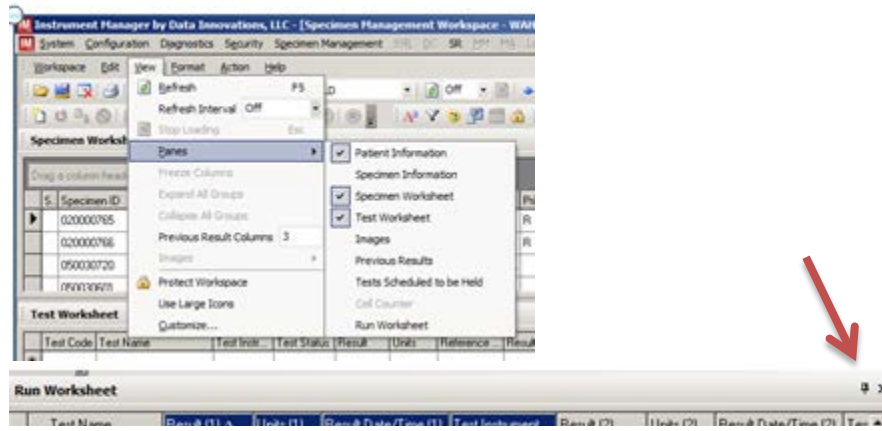 Instrument Manager by Data Innovations, LLC - [Specimen Management Workspace - WAH
System Configuration Diagnostics Security Specimen Management SR
Workspace Edit View Format Action Help
Refresh F5
Off
Refresh Interval Off
Stop Loading Esc
Specimen Worksh
Panes
Patient Information
Drag a column head
Freeze Columns
Specimen Information
Expand All Groups
Specimen Worksheet
S. Specimen ID
Collapse All Groups
Test Worksheet
020000765
R
Previous Result Columns 3
Images
020000766
R
Images
Previous Results
050030720
Protect Workspace
Tests Scheduled to be Held
Use Large Icons
Cell Counter
Test Worksheet
Customize...
Run Worksheet
Test Code Test Name Test Instr... Test Status Result Units Reference ... Result
Run Worksheet
Test Name Result (1) Units (1) Result Date/Time (1) Test Instrument Result (2) Units (2) Result Date/Time (2) Tes